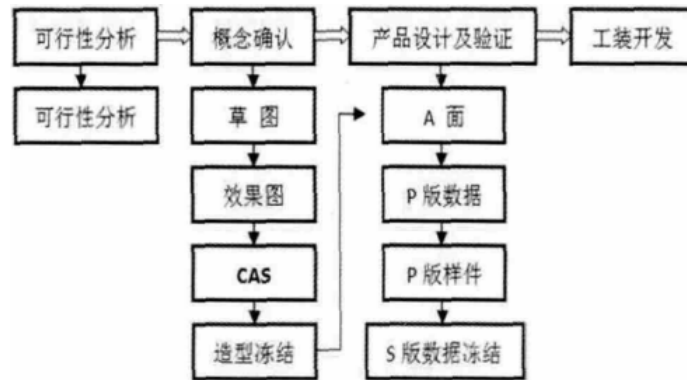 可行性分析
概念确认
产品设计及验证
工装开发
可行性分析
草 图
A 面
效果图
P 版数据
CAS
P 版样件
造型冻结
S 版数据冻结